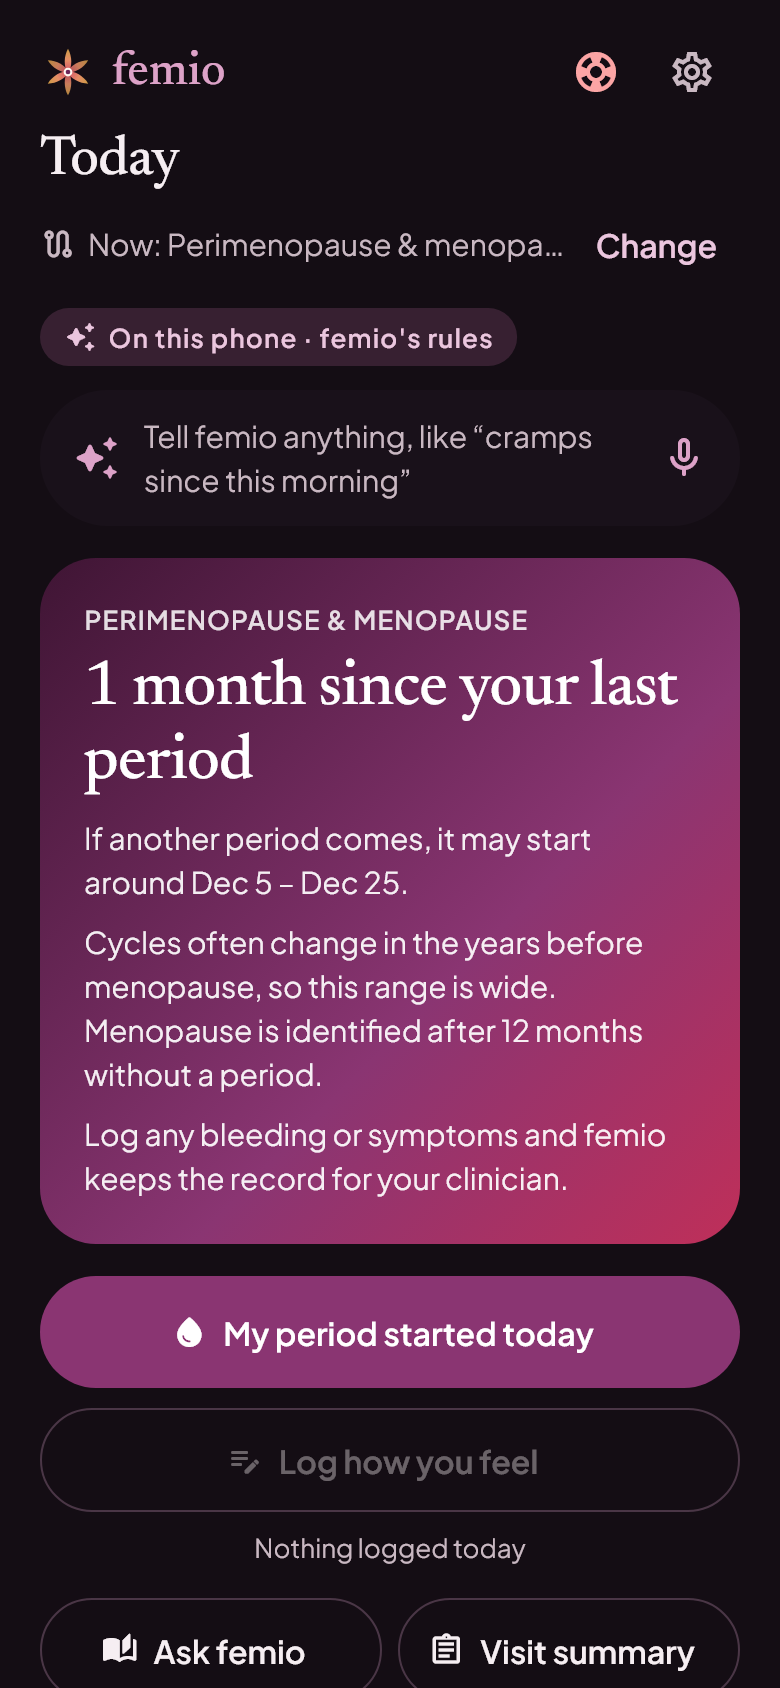 femio
Today
Now: Perimenopause & menopa...
Change
On this phone · femio's rules
Tell femio anything, like “cramps
since this morning”
PERIMENOPAUSE & MENOPAUSE
1 month since your last
period
If another period comes, it may start
around Dec 5 – Dec 25.
Cycles often change in the years before
menopause, so this range is wide.
Menopause is identified after 12 months
without a period.
Log any bleeding or symptoms and femio
keeps the record for your clinician.
My period started today
Log how you feel
Nothing logged today
Ask femio
Visit summary